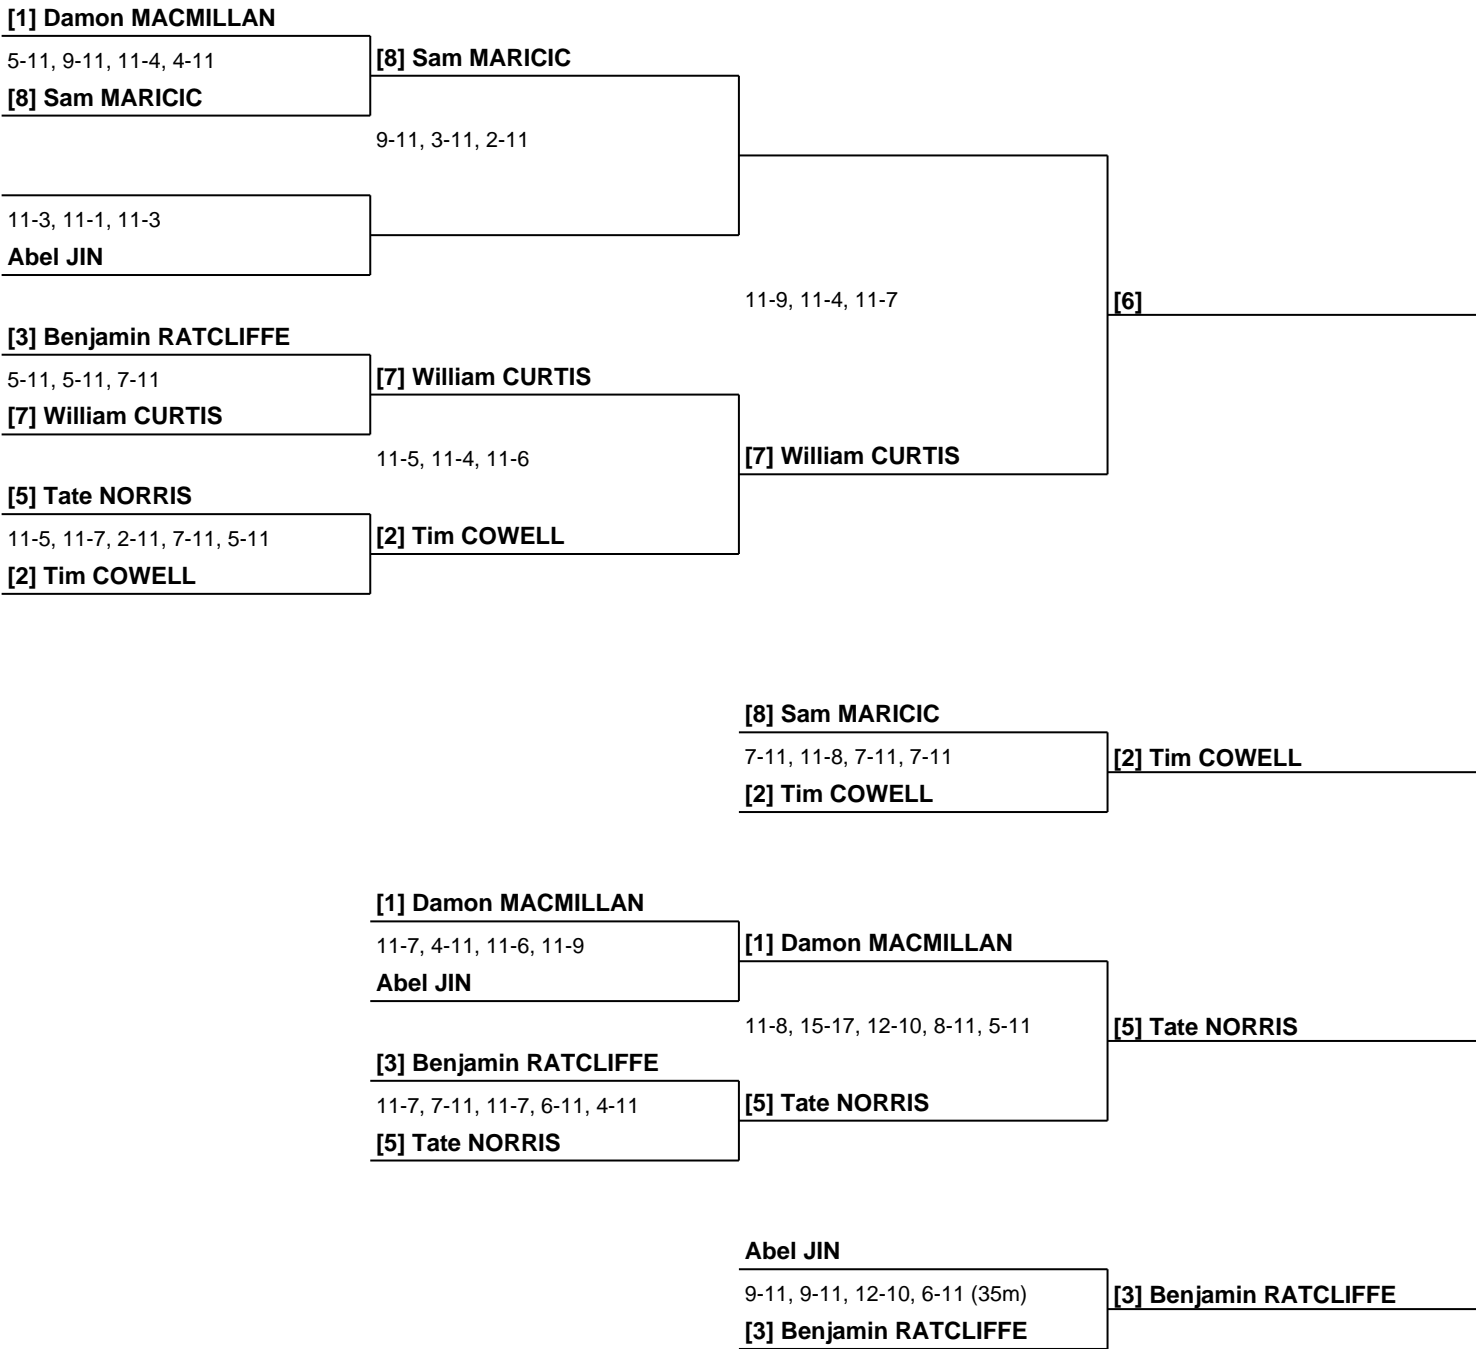 [1] Damon MACMILLAN
5-11, 9-11, 11-4, 4-11
[8] Sam MARICIC
[8] Sam MARICIC
9-11, 3-11, 2-11
11-3, 11-1, 11-3
Abel JIN
11-9, 11-4, 11-7
[6]
[3] Benjamin RATCLIFFE
5-11, 5-11, 7-11
[7] William CURTIS
[7] William CURTIS
11-5, 11-4, 11-6
[7] William CURTIS
[5] Tate NORRIS
11-5, 11-7, 2-11, 7-11, 5-11
[2] Tim COWELL
[2] Tim COWELL
[8] Sam MARICIC
7-11, 11-8, 7-11, 7-11
[2] Tim COWELL
[2] Tim COWELL
[1] Damon MACMILLAN
11-7, 4-11, 11-6, 11-9
Abel JIN
[1] Damon MACMILLAN
11-8, 15-17, 12-10, 8-11, 5-11
[5] Tate NORRIS
[3] Benjamin RATCLIFFE
11-7, 7-11, 11-7, 6-11, 4-11
[5] Tate NORRIS
[5] Tate NORRIS
Abel JIN
9-11, 9-11, 12-10, 6-11 (35m)
[3] Benjamin RATCLIFFE
[3] Benjamin RATCLIFFE